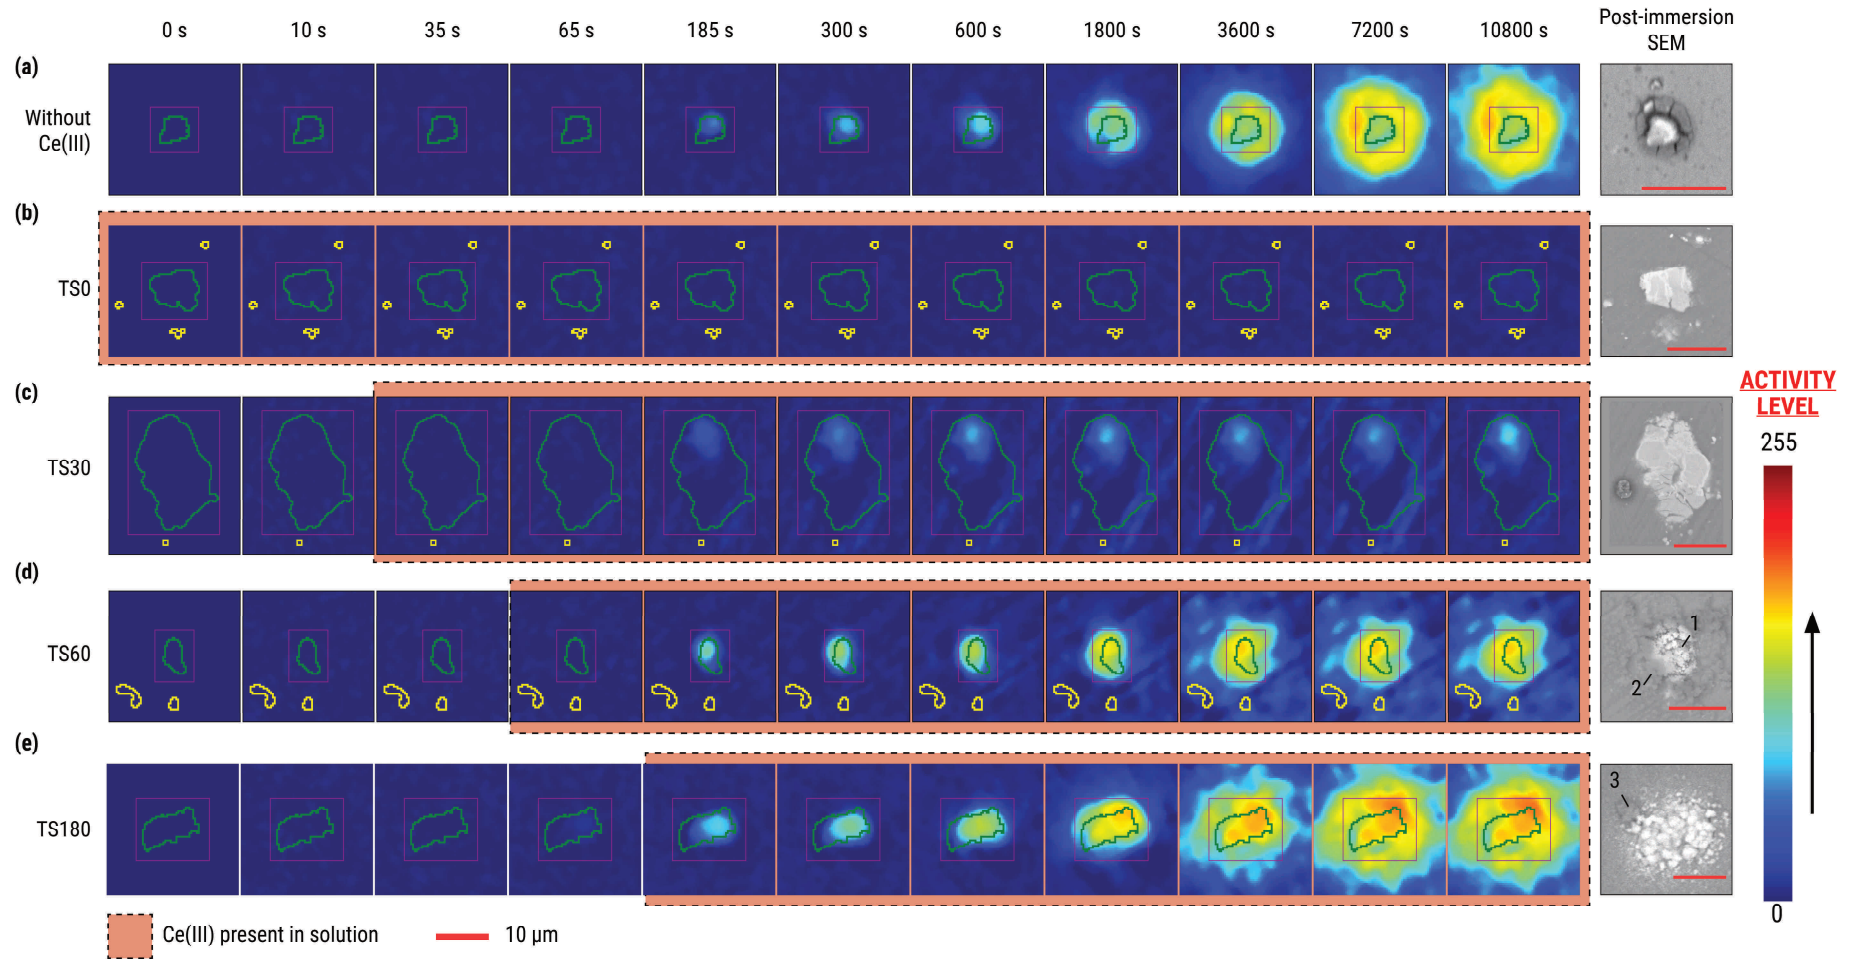 0 s 10 s 35 s 65 s 185 s 300 s 600 s 1800 s 3600 s 7200 s 10800 s Post-immersion
SEM
(a)
Without
Ce(III)
(b)
TS0
(c)
TS30
(d)
TS60
1
2
(e)
TS180
3
ACTIVITY
LEVEL
255
0
Ce(III) present in solution 10 μm